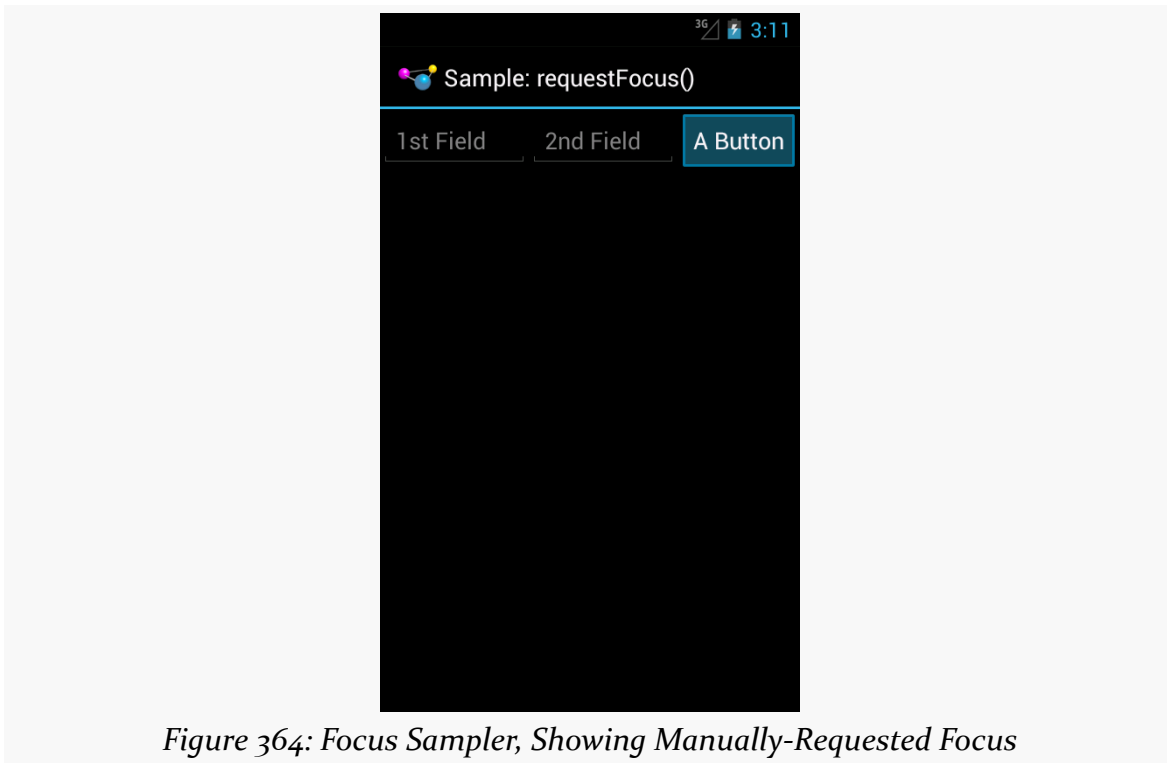 3G 3:11
Sample: requestFocus()
1st Field 2nd Field A Button
Figure 364: Focus Sampler, Showing Manually-Requested Focus